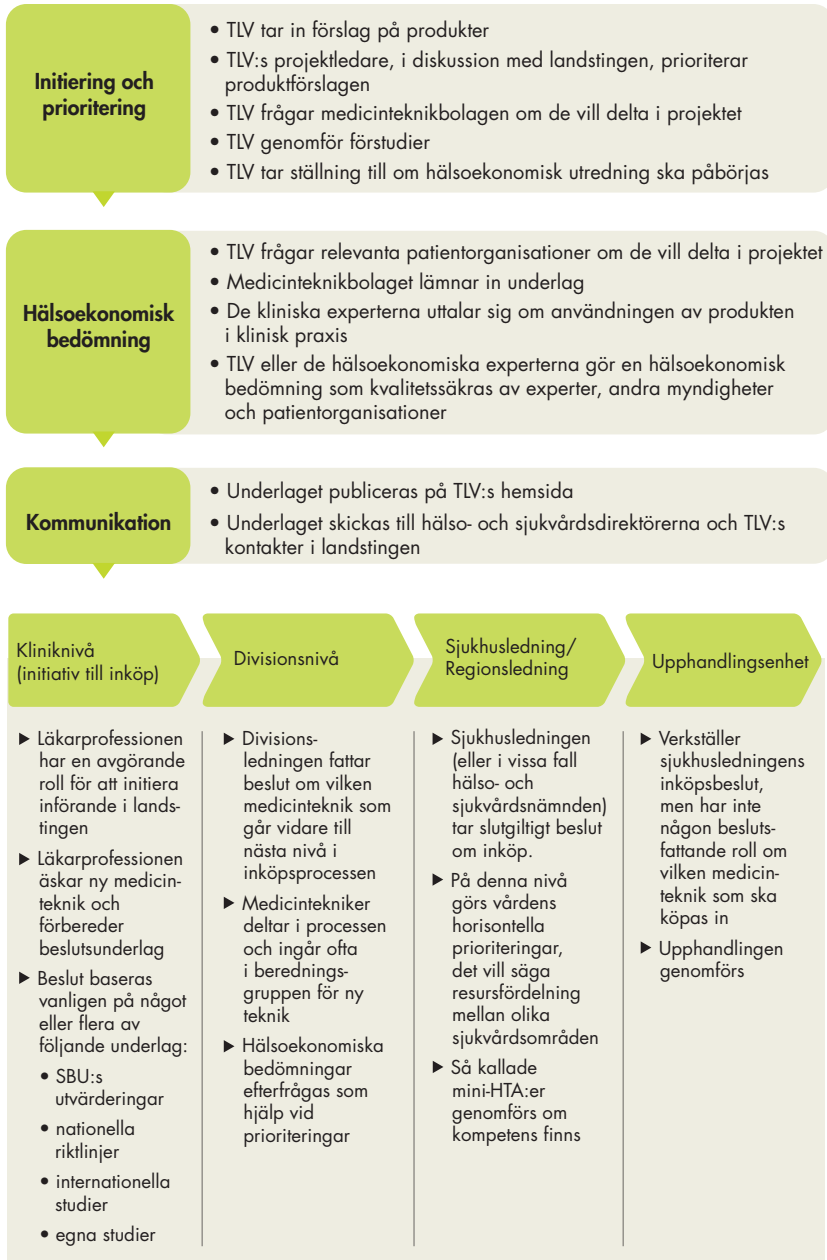 Initiering och
prioritering
• TLV tar in förslag på produkter
• TLV:s projektledare, i diskussion med landstingen, prioriterar
produktförslagen
• TLV frågar medicinteknikbolagen om de vill delta i projektet
• TLV genomför förstudier
• TLV tar ställning till om hälsoekonomisk utredning ska påbörjas
Hälsoekonomisk
bedömning
• TLV frågar relevanta patientorganisationer om de vill delta i projektet
• Medicinteknikbolaget lämnar in underlag
• De kliniska experterna uttalar sig om användningen av produkten
i klinisk praxis
• TLV eller de hälsoekonomiska experterna gör en hälsoekonomisk
bedömning som kvalitetssäkras av experter, andra myndigheter
och patientorganisationer
Kommunikation
• Underlaget publiceras på TLV:s hemsida
• Underlaget skickas till hälso- och sjukvårdsdirektörerna och TLV:s
kontakter i landstingen
Kliniknivå
(initiativ till inköp)
▶ Läkarprofessionen
har en avgörande
roll för att initiera
införande i lands-
tingen
▶ Läkarprofessionen
äskar ny medicin-
teknik och
förbereder
beslutsunderlag
▶ Beslut baseras
vanligen på något
eller flera av
följande underlag:
• SBU:s
utvärderingar
• nationella
riktlinjer
• internationella
studier
• egna studier
Divisionsnivå
▶ Divisions-
ledningen fattar
beslut om vilken
medicinteknik som
går vidare till
nästa nivå i
inköpsprocessen
▶ Medicintekniker
deltar i processen
och ingår ofta
i berednings-
gruppen för ny
teknik
▶ Hälsoekonomiska
bedömningar
efterfrågas som
hjälp vid
prioriteringar
Sjukhusledning/
Regionsledning
▶ Sjukhusledningen
(eller i vissa fall
hälso- och
sjukvårdsnämnden)
tar slutgiltigt beslut
om inköp.
▶ På denna nivå
görs vårdens
horisontella
prioriteringar,
det vill säga
resursfördelning
mellan olika
sjukvårdsområden
▶ Så kallade
mini-HTA:er
genomförs om
kompetens finns
Upphandlingsenhet
▶ Verkställer
sjukhusledningens
inköpsbeslut,
men har inte
någon besluts-
fattande roll om
vilken medicin-
teknik som ska
köpas in
▶ Upphandlingen
genomförs